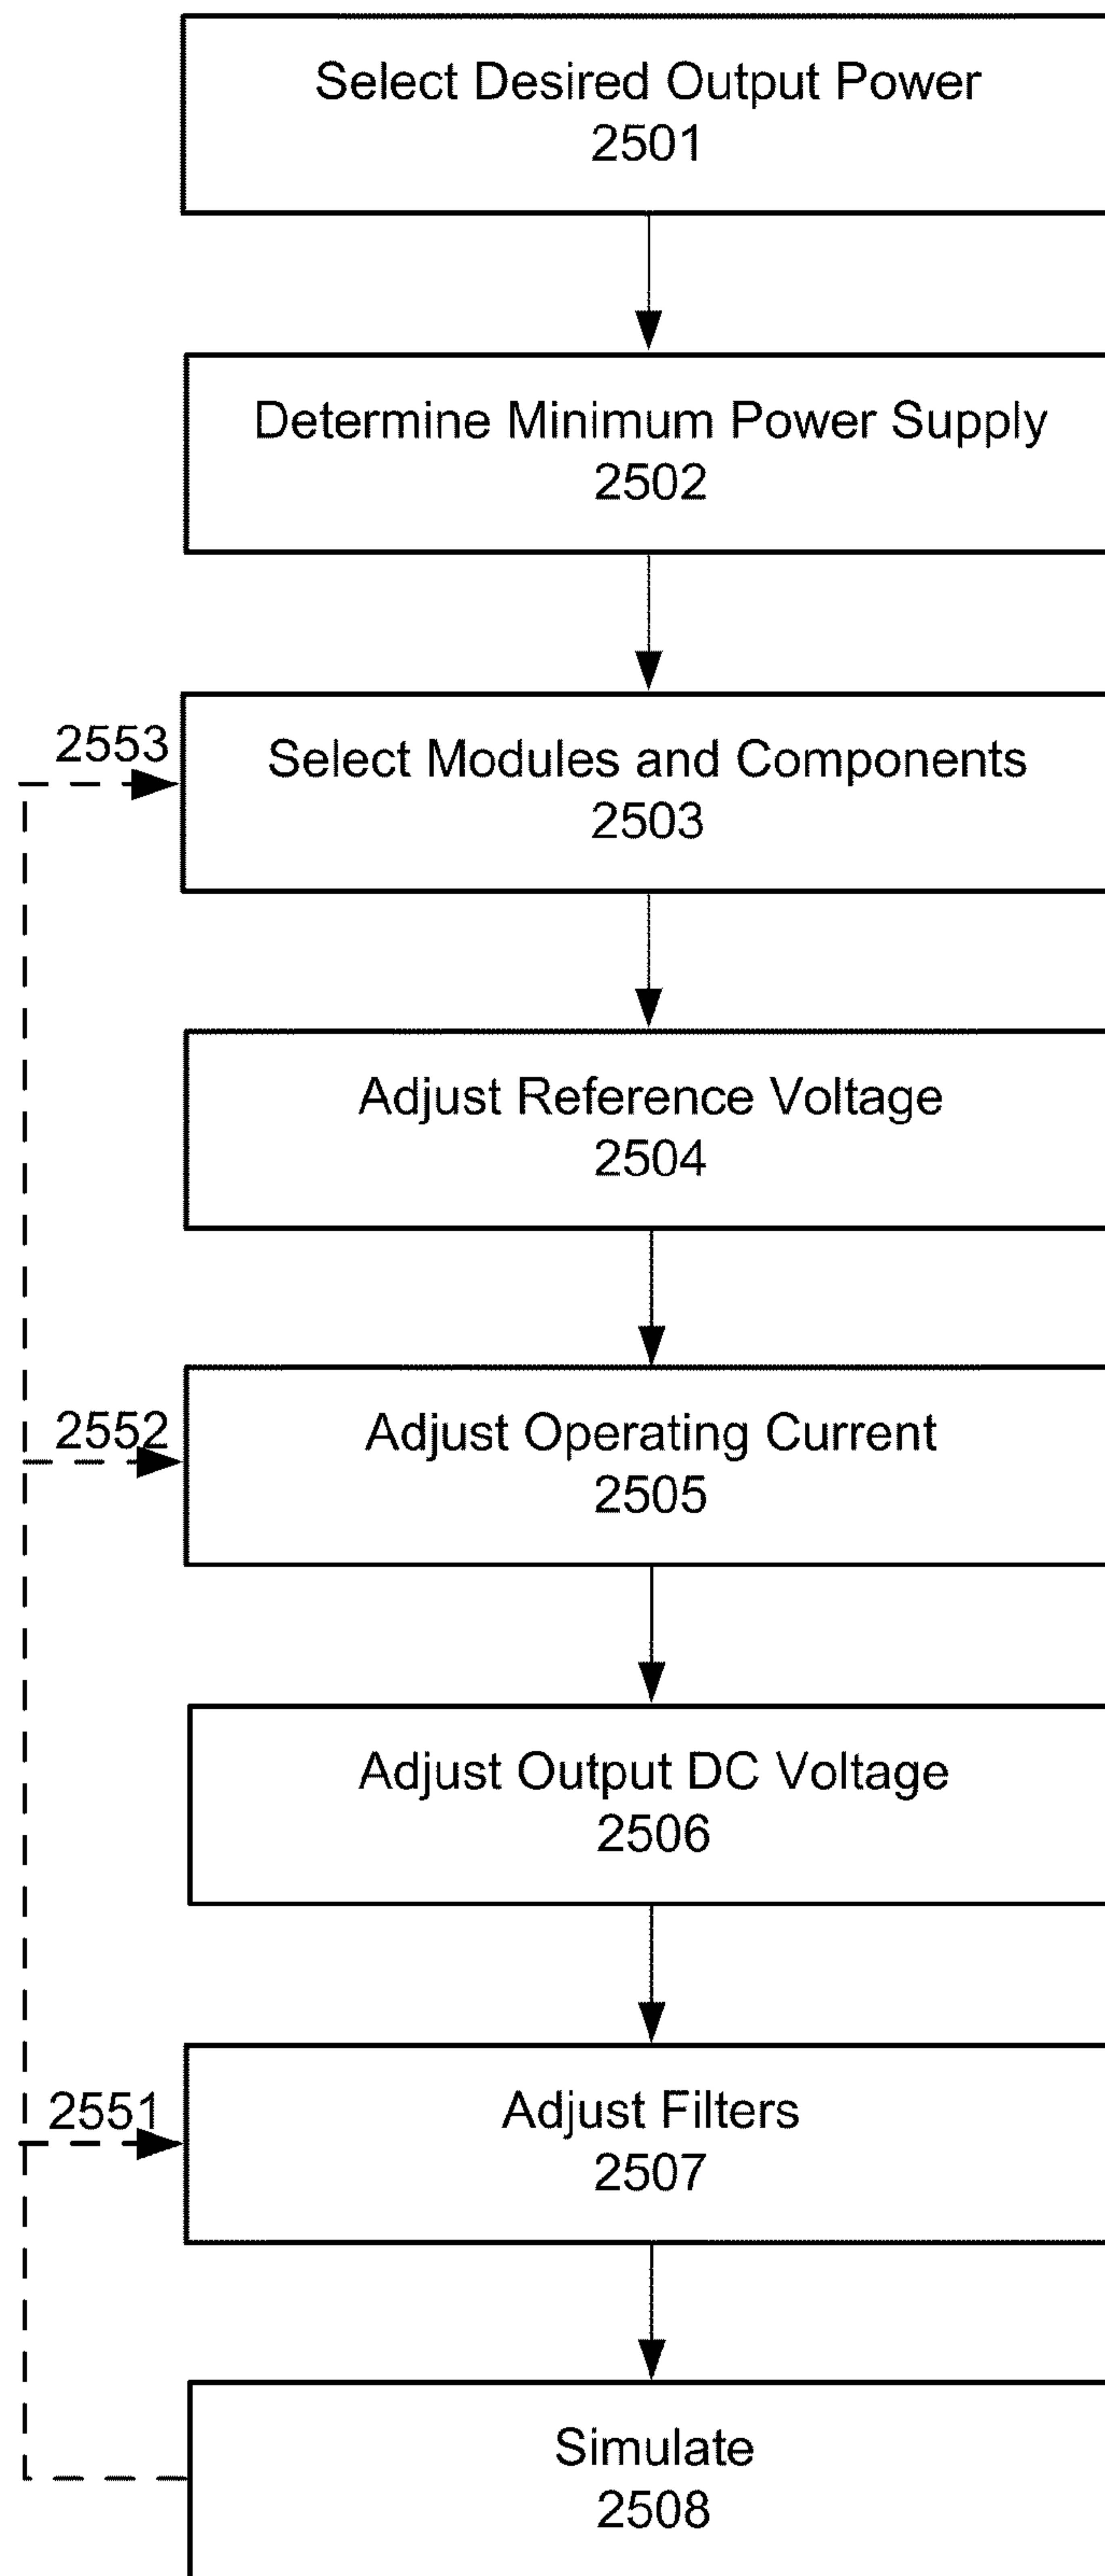 Select Desired Output Power
2501
Determine Minimum Power Supply
2502
2553
Select Modules and Components
2503
Adjust Reference Voltage
2504
2552
Adjust Operating Current
2505
Adjust Output DC Voltage
2506
2551
Adjust Filters
2507
Simulate
2508